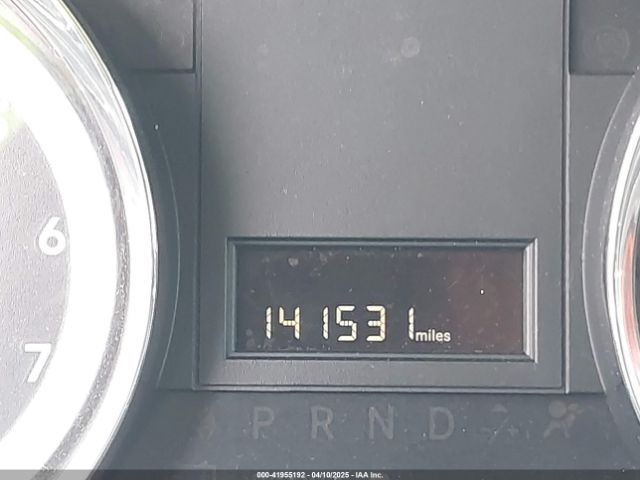 6
7
141531 miles
P R N D
000-41955192 - 04/10/2025 - IAA Inc.